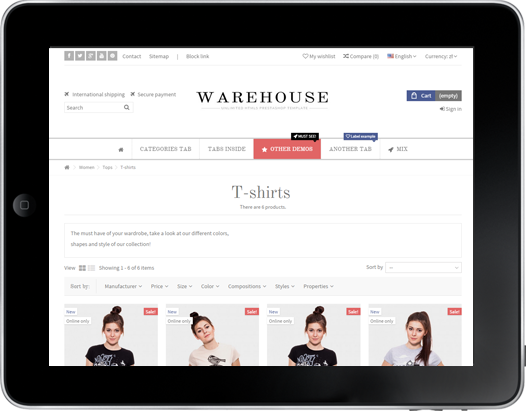 Contact Sitemap | Block link My wishlist Compare (0) English Currency: zł
International shipping Secure payment
WAREHOUSE
Cart (empty)
Search
Sign in
MUST SEE! Label example
CATEGORIES TAB TABS INSIDE OTHER DEMOS ANOTHER TAB MIX
Women Tops T-shirts
T-shirts
There are 6 products.
The must have of your wardrobe, take a look at our different colors,
shapes and style of our collection!
View Showing 1 - 6 of 6 items Sort by: --
Sort by: Manufacturer Price Size Color Compositions Styles Properties
New Sale! New Sale! New Sale! New Sale!
Online only Online only Online only Online only